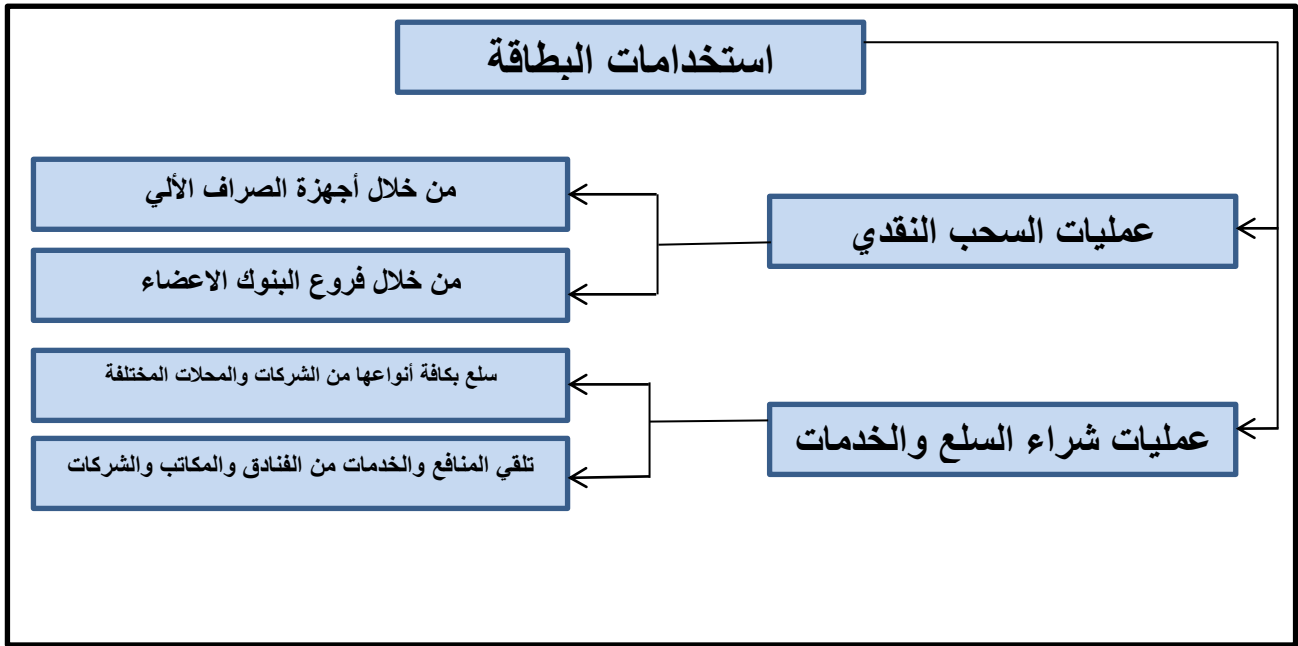 استخدامات البطاقة
عمليات السحب النقدي
من خلال أجهزة الصراف الألي
من خلال فروع البنوك الاعضاء
عمليات شراء السلع والخدمات
سلع بكافة أنواعها من الشركات والمحلات المختلفة
تلقي المنافع والخدمات من الفنادق والمكاتب والشركات